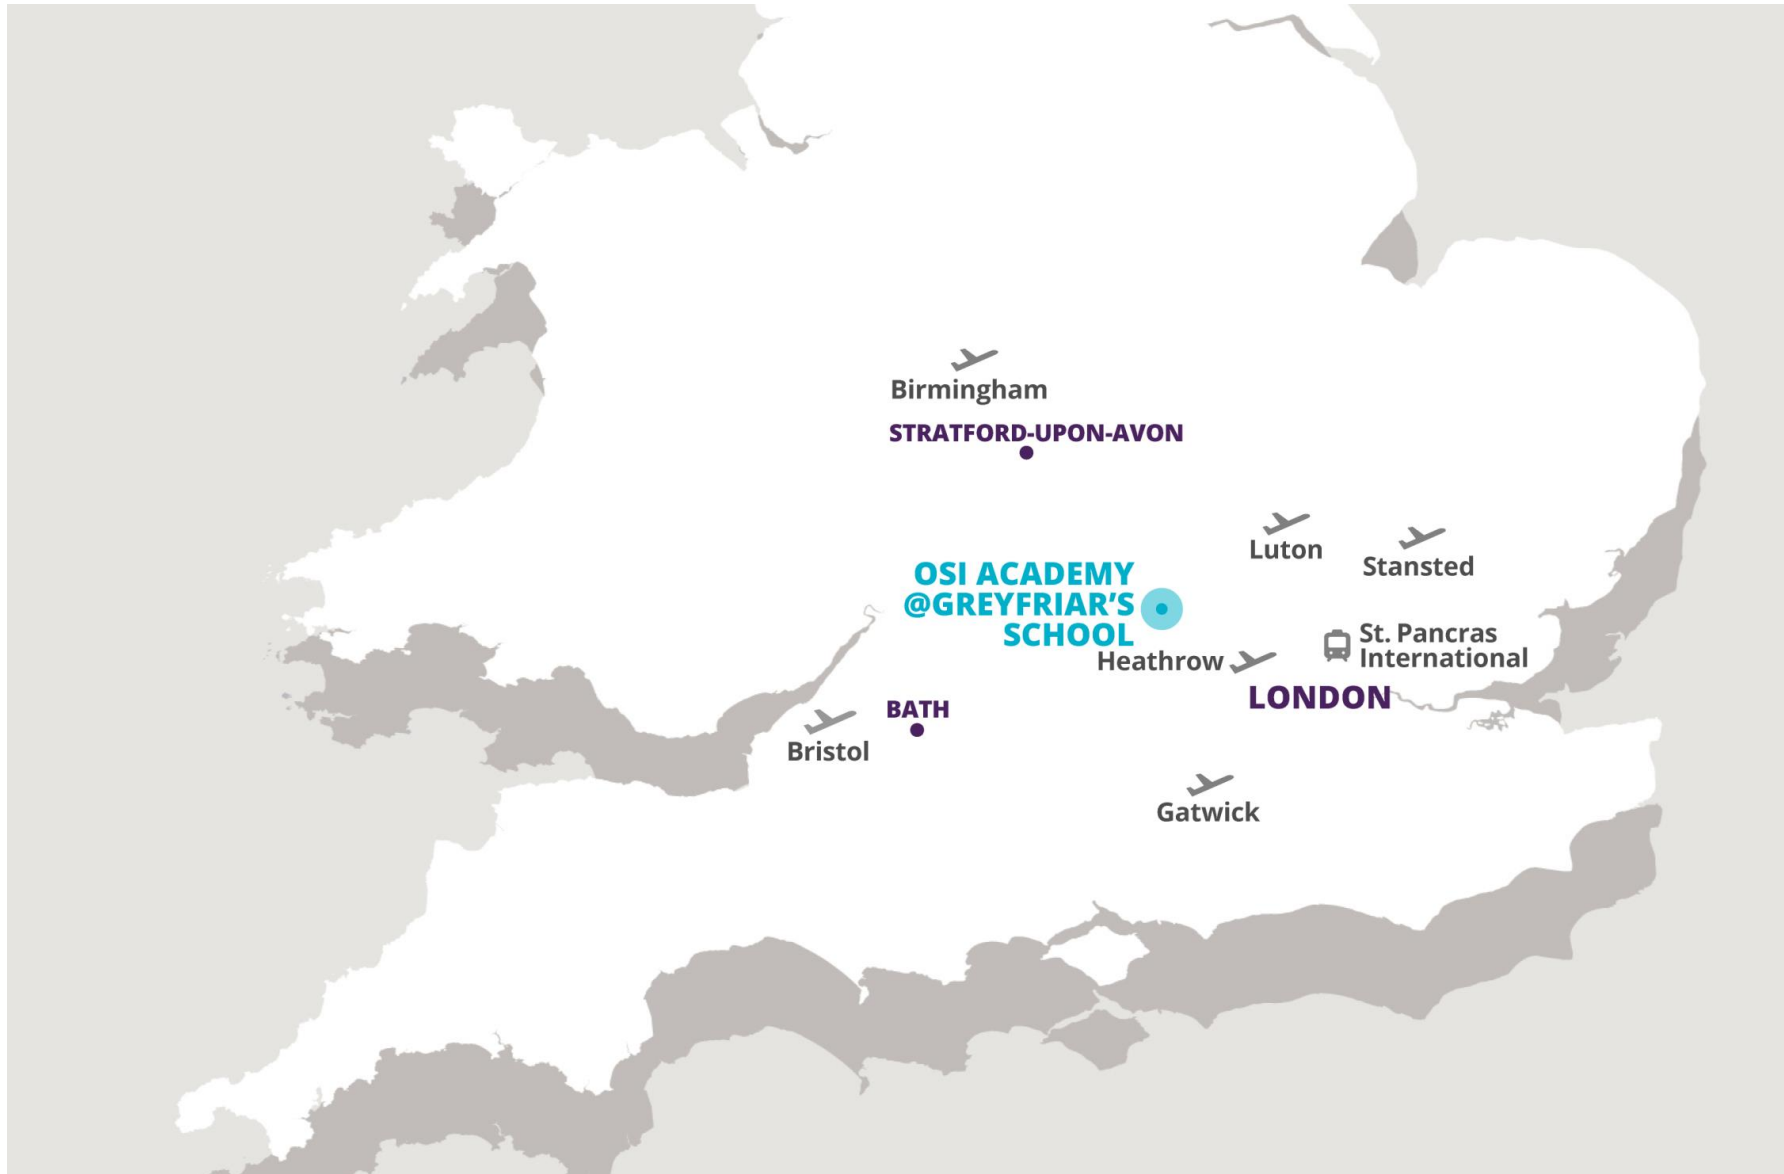 Birmingham
STRATFORD-UPON-AVON
Luton
Stansted
OSI ACADEMY
@GREYFRIAR’S
SCHOOL
St. Pancras
International
Heathrow
LONDON
BATH
Bristol
Gatwick